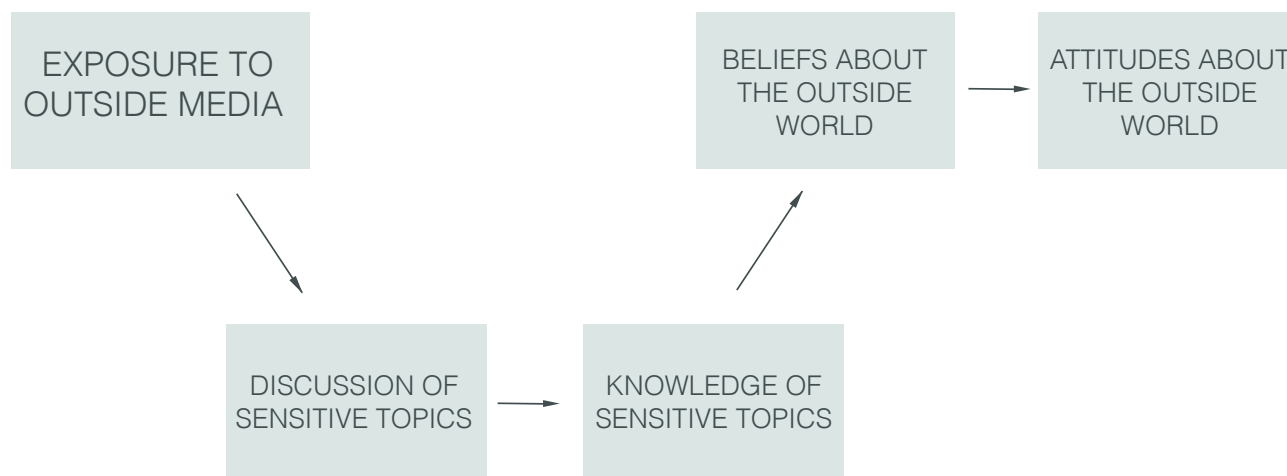 EXPOSURE TO
OUTSIDE MEDIA
DISCUSSION OF
SENSITIVE TOPICS
KNOWLEDGE OF
SENSITIVE TOPICS
BELIEFS ABOUT
THE OUTSIDE
WORLD
ATTITUDES ABOUT
THE OUTSIDE
WORLD